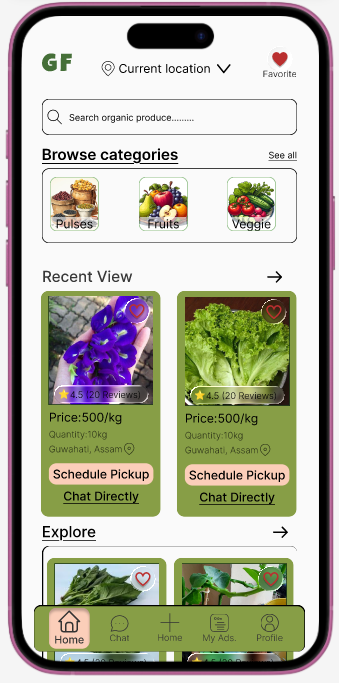 GF
Current location
Favorite
Search organic produce.........
Browse categories
See all
Pulses
Fruits
Veggie
Recent View
4.5 (20 Reviews)
4.5 (20 Reviews)
Price:500/kg
Price:500/kg
Quantity:10kg
Quantity:10kg
Guwahati, Assam
Guwahati, Assam
Schedule Pickup
Schedule Pickup
Chat Directly
Chat Directly
Explore
Home
Chat
Home
My Ads.
Profile